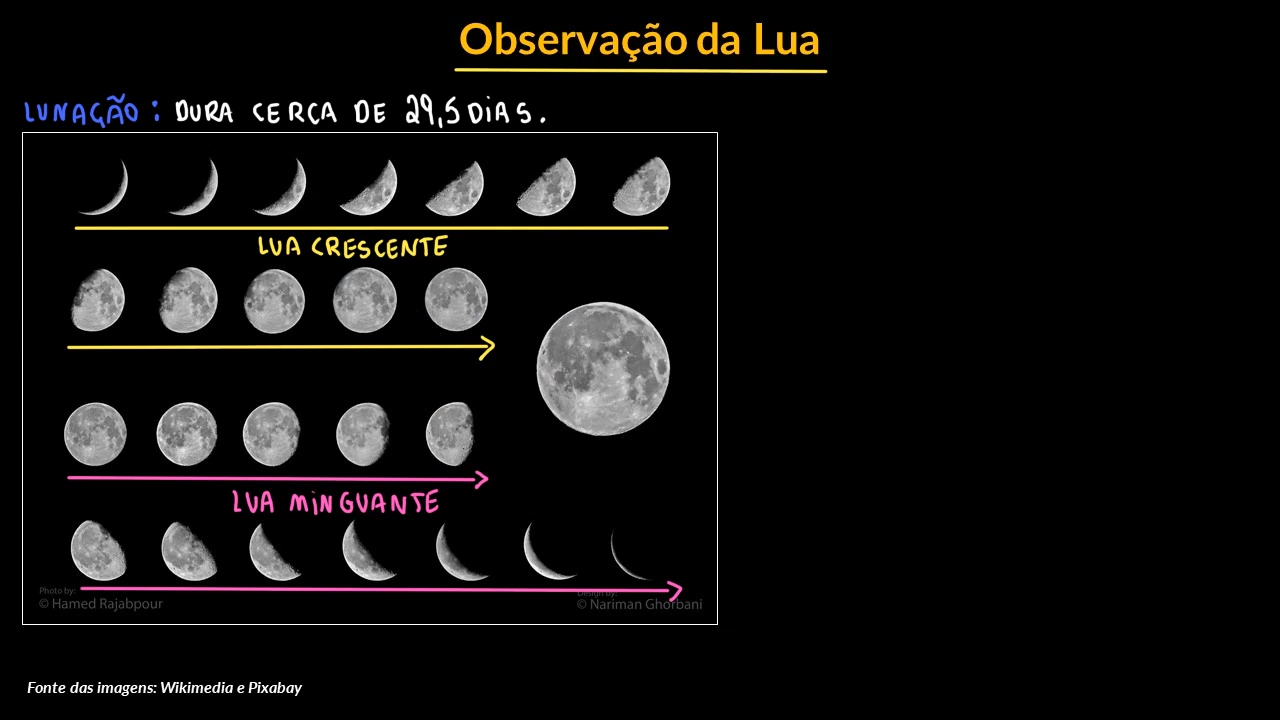 Observação da Lua
LUNAÇÃO: DURA CERCA DE 29,5 DIAS.
LUA CRESCENTE
LUA MINGUANTE
Photo by:
© Hamed Rajabpour
Design by:
© Nariman Ghorbani
Fonte das imagens: Wikimedia e Pixabay